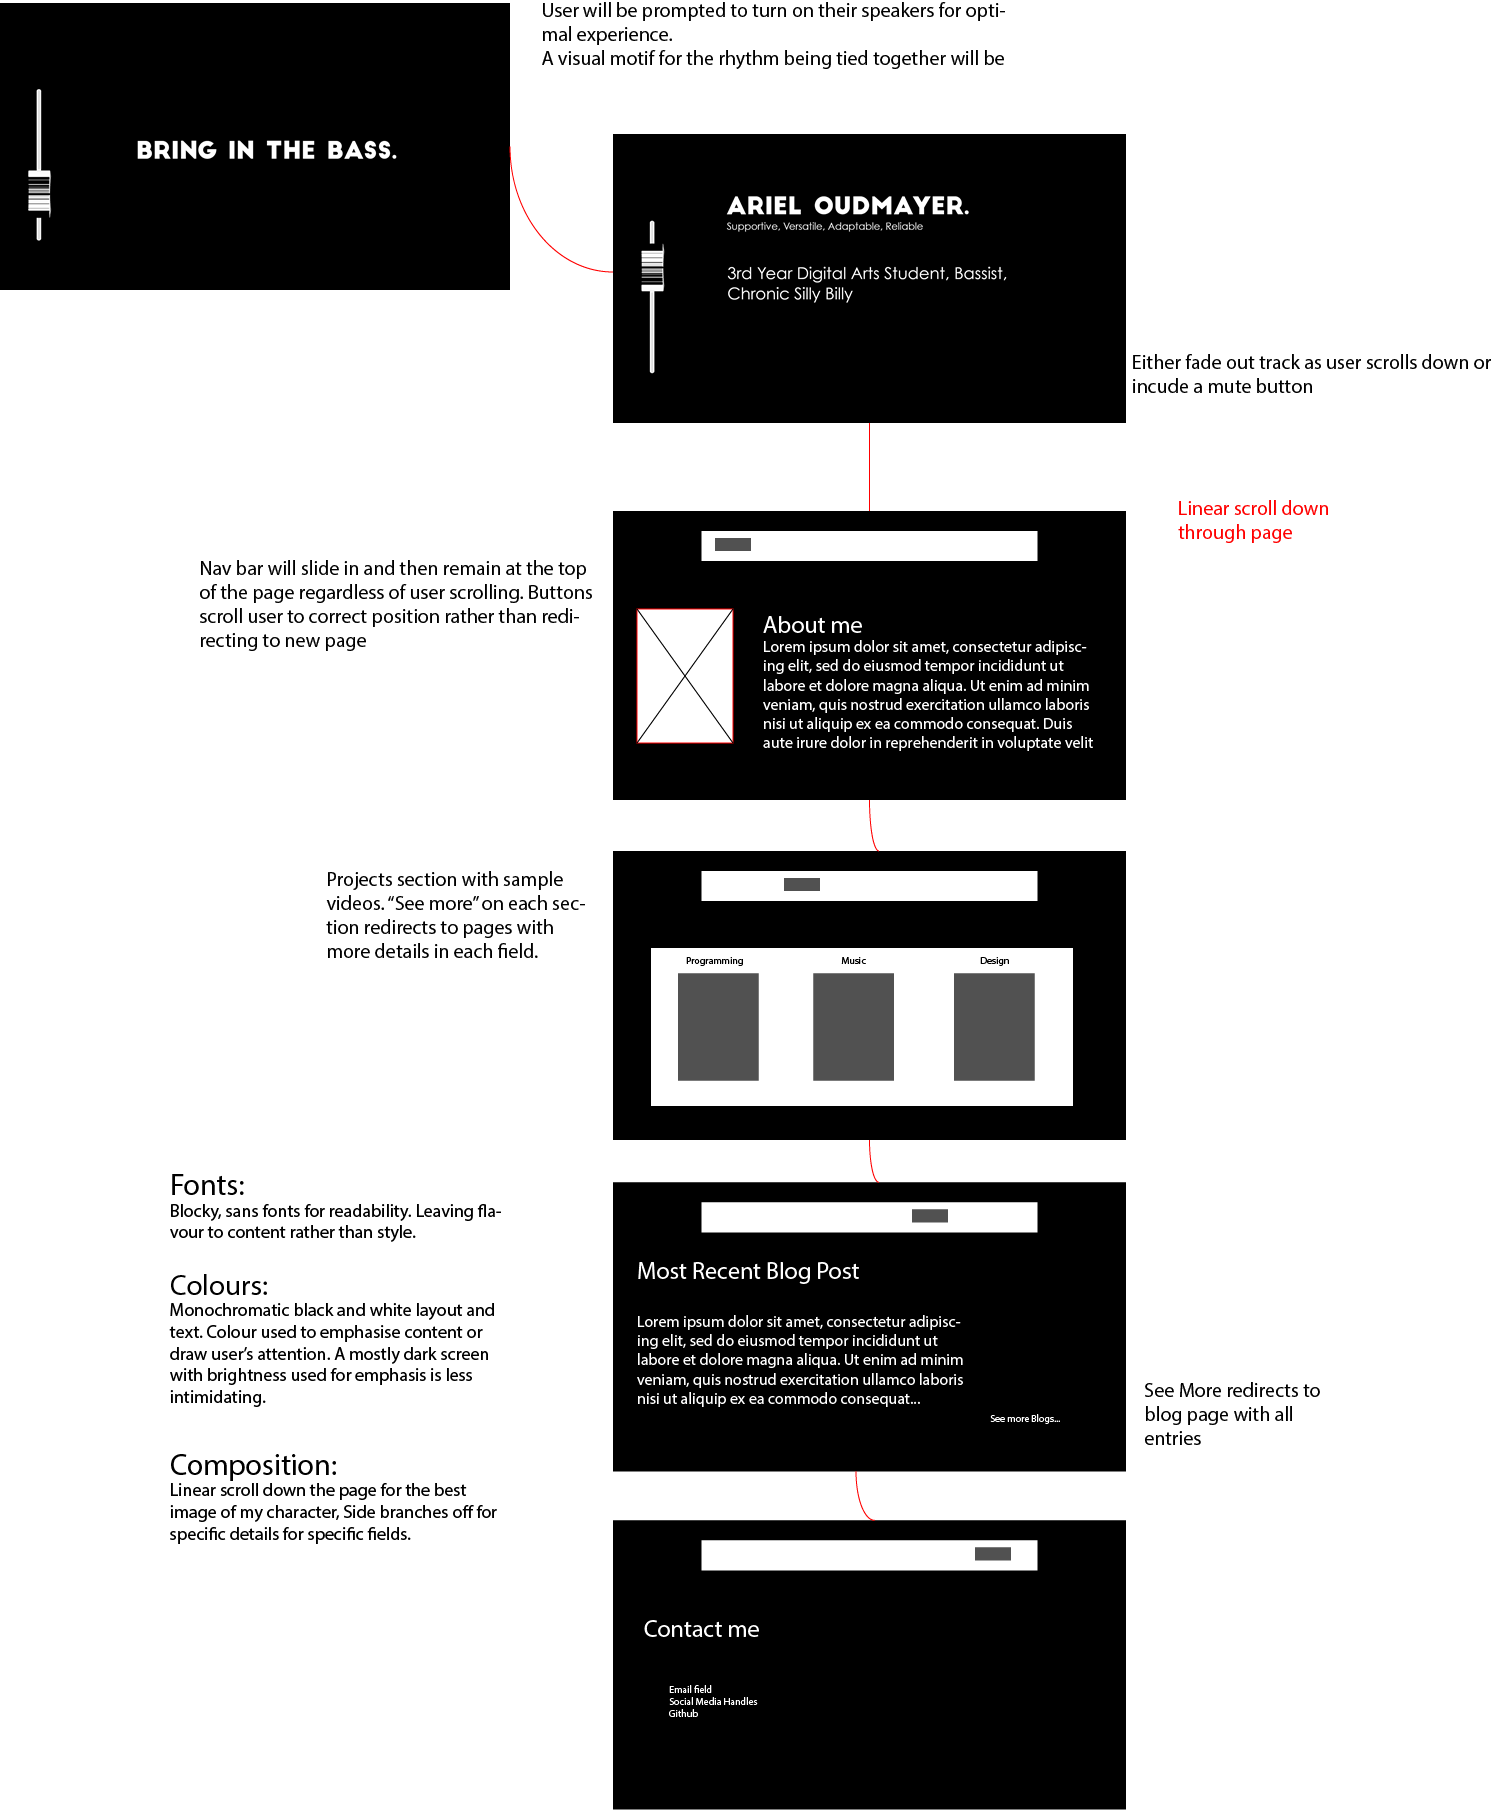 User will be prompted to turn on their speakers for opti-
mal experience.
A visual motif for the rhythm being tied together will be
BRING IN THE BASS.
ARIEL OUDMAYER.
Supportive, Versatile, Adaptable, Reliable
3rd Year Digital Arts Student, Bassist,
Chronic Silly Billy
Either fade out track as user scrolls down or
incude a mute button
Linear scroll down
through page
Nav bar will slide in and then remain at the top
of the page regardless of user scrolling. Buttons
scroll user to correct position rather than redi-
recting to new page
About me
Lorem ipsum dolor sit amet, consectetur adipisc-
ing elit, sed do eiusmod tempor incididunt ut
labore et dolore magna aliqua. Ut enim ad minim
veniam, quis nostrud exercitation ullamco laboris
nisi ut aliquip ex ea commodo consequat. Duis
aute irure dolor in reprehenderit in voluptate velit
Projects section with sample
videos. “See more” on each sec-
tion redirects to pages with
more details in each field.
Programming
Music
Design
Fonts:
Blocky, sans fonts for readability. Leaving fla-
vour to content rather than style.
Colours:
Monochromatic black and white layout and
text. Colour used to emphasise content or
draw user’s attention. A mostly dark screen
with brightness used for emphasis is less
intimidating.
Composition:
Linear scroll down the page for the best
image of my character, Side branches off for
specific details for specific fields.
Most Recent Blog Post
Lorem ipsum dolor sit amet, consectetur adipisc-
ing elit, sed do eiusmod tempor incididunt ut
labore et dolore magna aliqua. Ut enim ad minim
veniam, quis nostrud exercitation ullamco laboris
nisi ut aliquip ex ea commodo consequat...
See more Blogs...
See More redirects to
blog page with all
entries
Contact me
Email field
Social Media Handles
Github